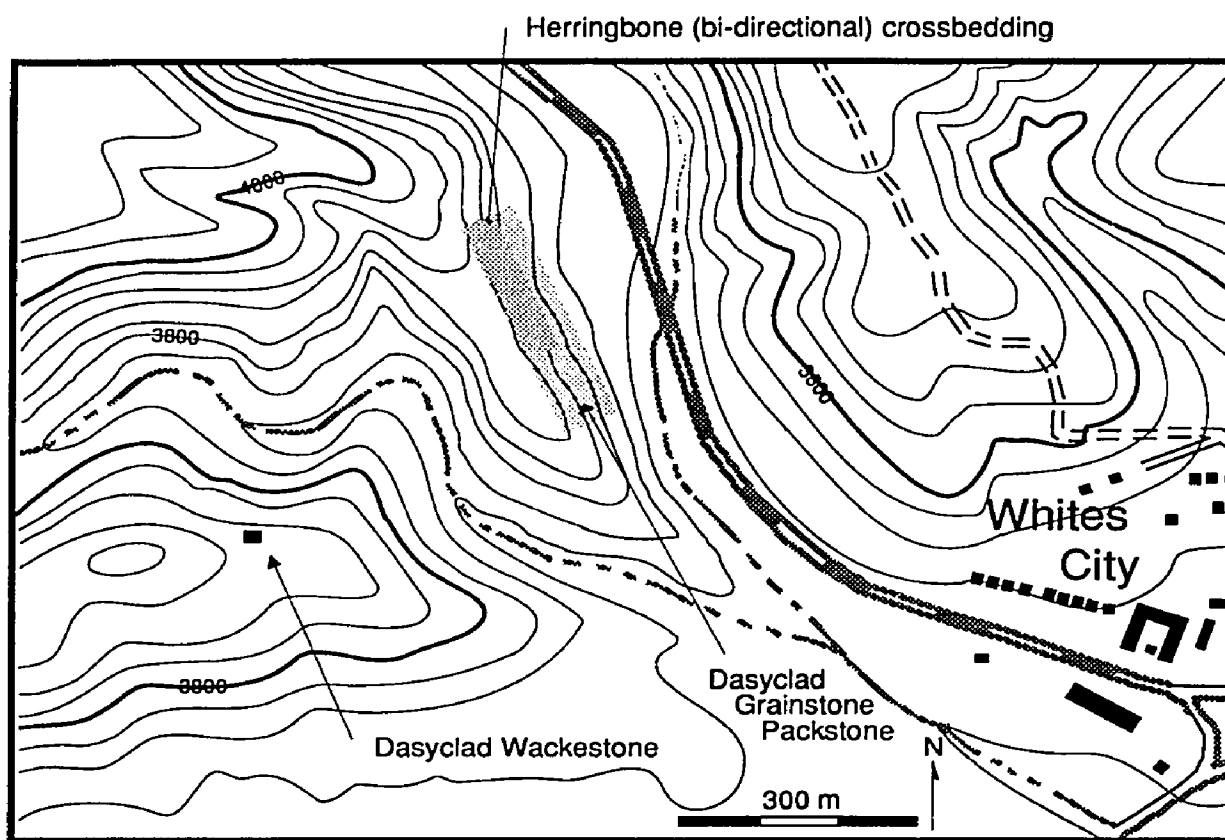 Herringbone (bi-directional) crossbedding
4000
3800
3800
Whites
City
3800
Dasyclad
Grainstone
Packstone
Dasyclad Wackestone
N
300 m